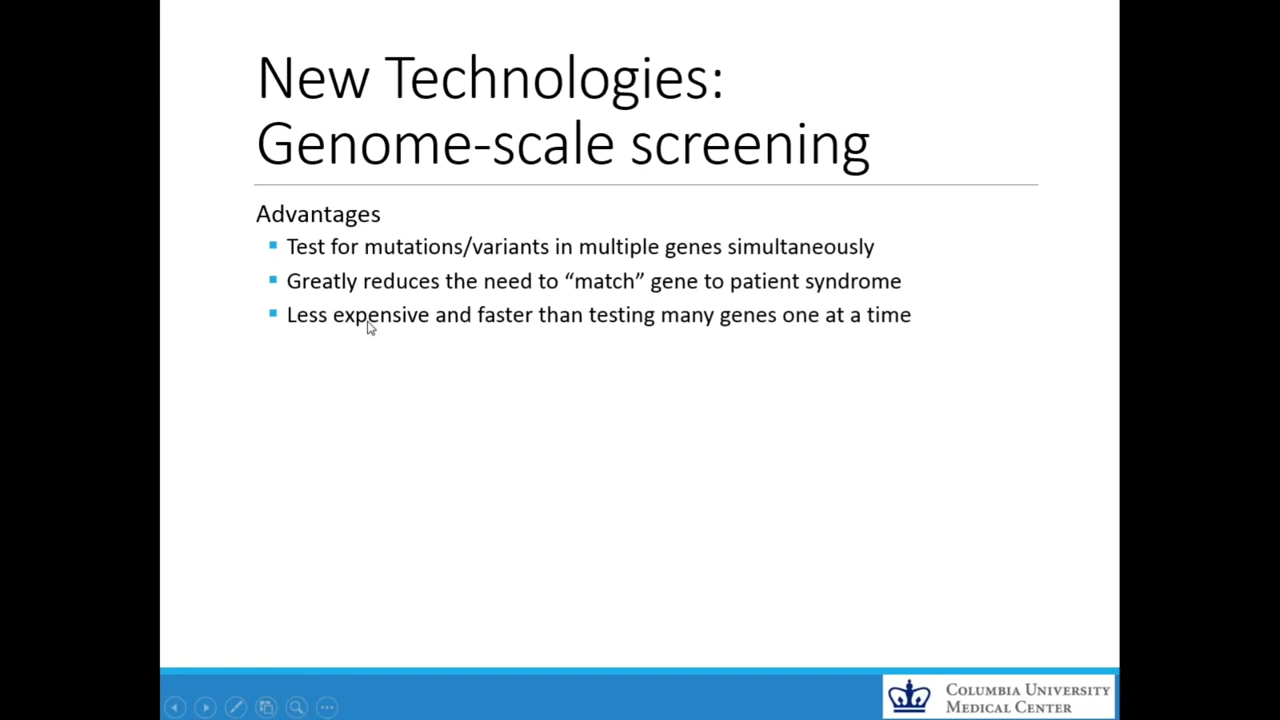 New Technologies:
Genome-scale screening
Advantages
Test for mutations/variants in multiple genes simultaneously
Greatly reduces the need to “match” gene to patient syndrome
Less expensive and faster than testing many genes one at a time
COLUMBIA UNIVERSITY
MEDICAL CENTER